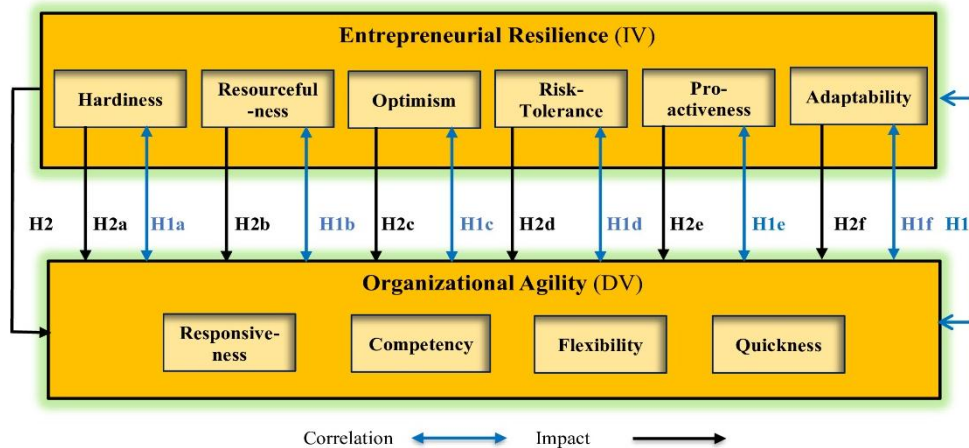 Entrepreneurial Resilience (IV)
Hardiness
Resourceful
-ness
Optimism
Risk-
Tolerance
Pro-
activeness
Adaptability
H2 H2a H1a H2b H1b H2c H1c H2d H1d H2e H1e H2f H1f H1
Organizational Agility (DV)
Responsive-
ness
Competency
Flexibility
Quickness
Correlation Impact